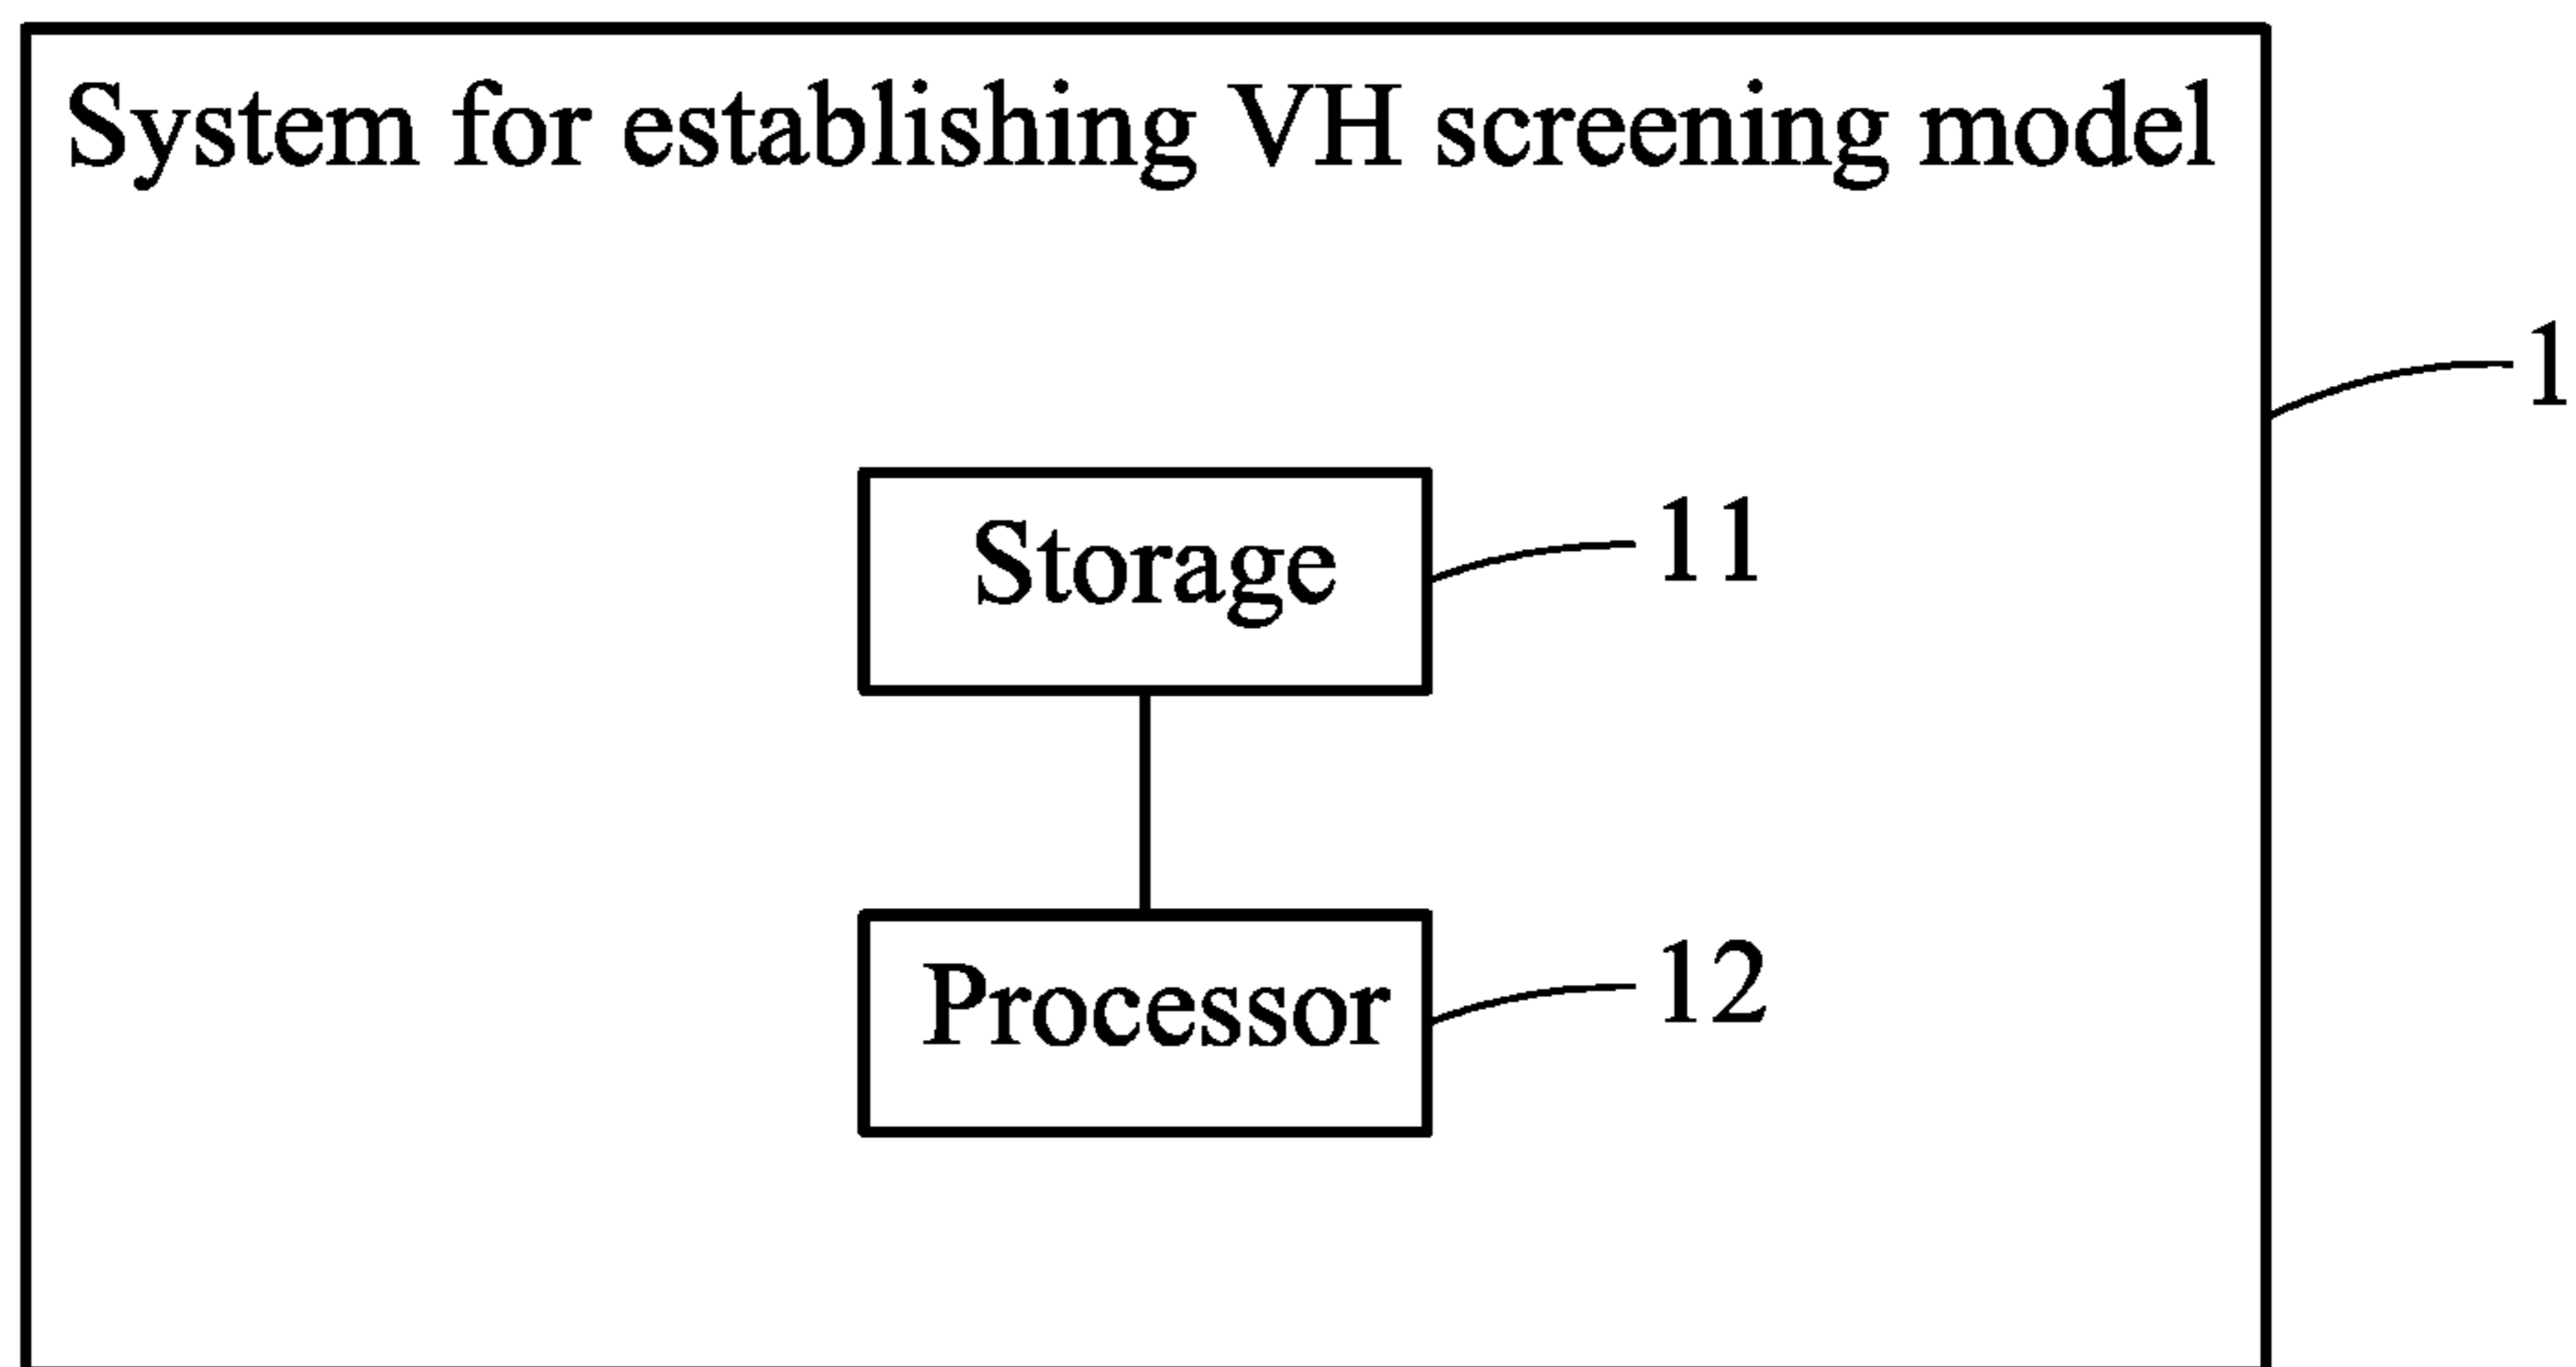 System for establishing VH screening model
1
Storage
11
Processor
12